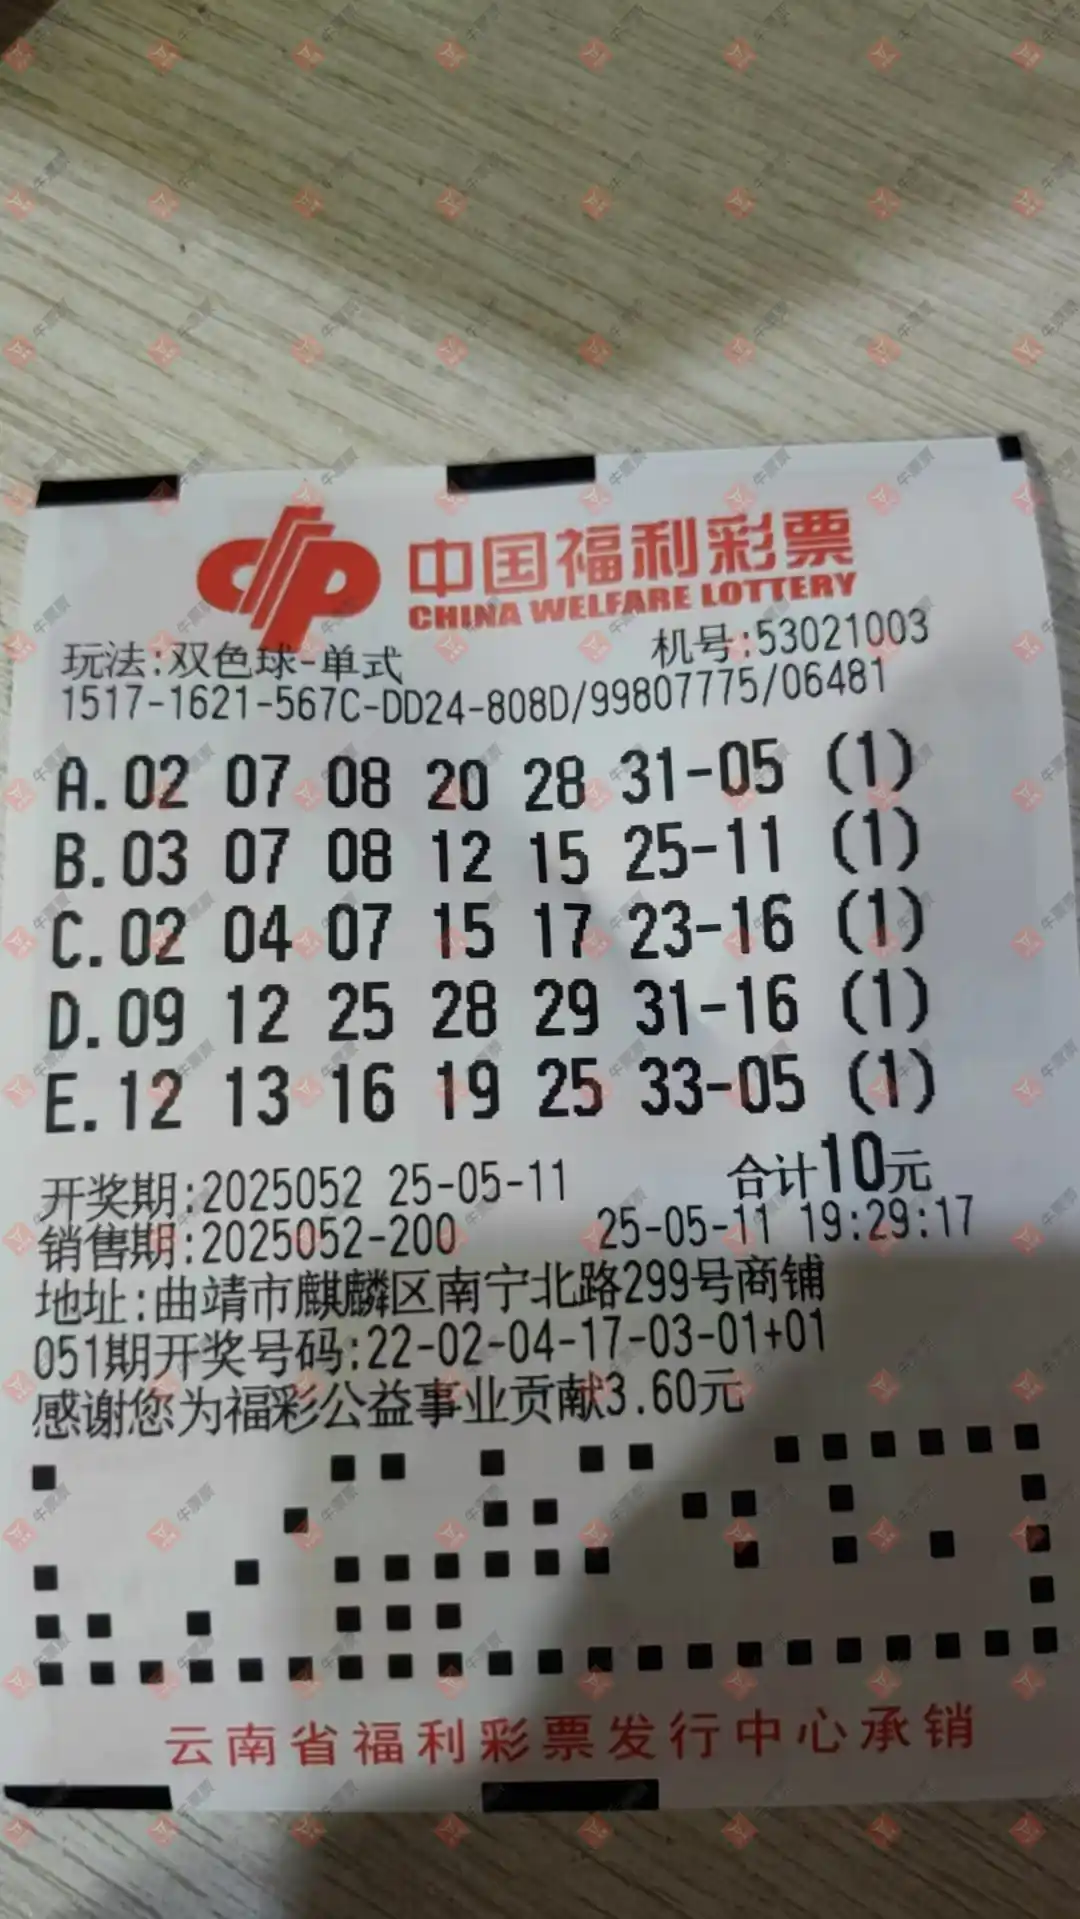 中国福利彩票
CHINA WELFARE LOTTERY
玩法:双色球-单式 机号:53021003
1517-1621-567C-DD24-808D/99807775/06481
A.02 07 08 20 28 31-05 (1)
B.03 07 08 12 15 25-11 (1)
C.02 04 07 15 17 23-16 (1)
D.09 12 25 28 29 31-16 (1)
E.12 13 16 19 25 33-05 (1)
开奖期:2025052 25-05-11 合计10元
销售期:2025052-200 25-05-11 19:29:17
地址:曲靖市麒麟区南宁北路299号商铺
051期开奖号码:22-02-04-17-03-01+01
感谢您为福彩公益事业贡献3.60元
云南省福利彩票发行中心承销